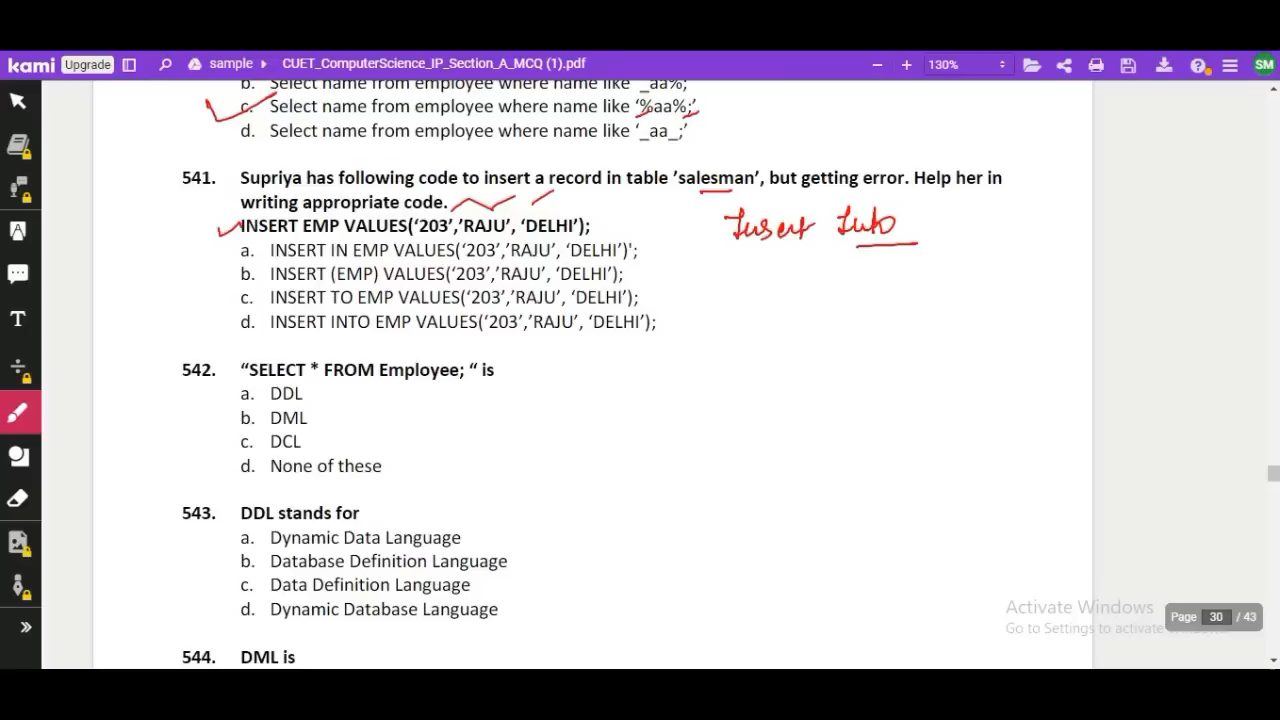 kami Upgrade sample CUET_ComputerScience_IP_Section_A_MCQ (1).pdf 130% SM
b. Select name from employee where name like ‘_aa%;
c. Select name from employee where name like ‘%aa%;’
d. Select name from employee where name like ‘_aa_;’
541. Supriya has following code to insert a record in table ’salesman’, but getting error. Help her in
writing appropriate code.
INSERT EMP VALUES(‘203’,’RAJU’, ‘DELHI’);
Insert Into
a. INSERT IN EMP VALUES(‘203’,’RAJU’, ‘DELHI’)';
b. INSERT (EMP) VALUES(‘203’,’RAJU’, ‘DELHI’);
c. INSERT TO EMP VALUES(‘203’,’RAJU’, ‘DELHI’);
d. INSERT INTO EMP VALUES(‘203’,’RAJU’, ‘DELHI’);
542. “SELECT * FROM Employee; “ is
a. DDL
b. DML
c. DCL
d. None of these
543. DDL stands for
a. Dynamic Data Language
b. Database Definition Language
c. Data Definition Language
d. Dynamic Database Language
Activate Windows
Go to Settings to activate
Page 30 / 43
544. DML is